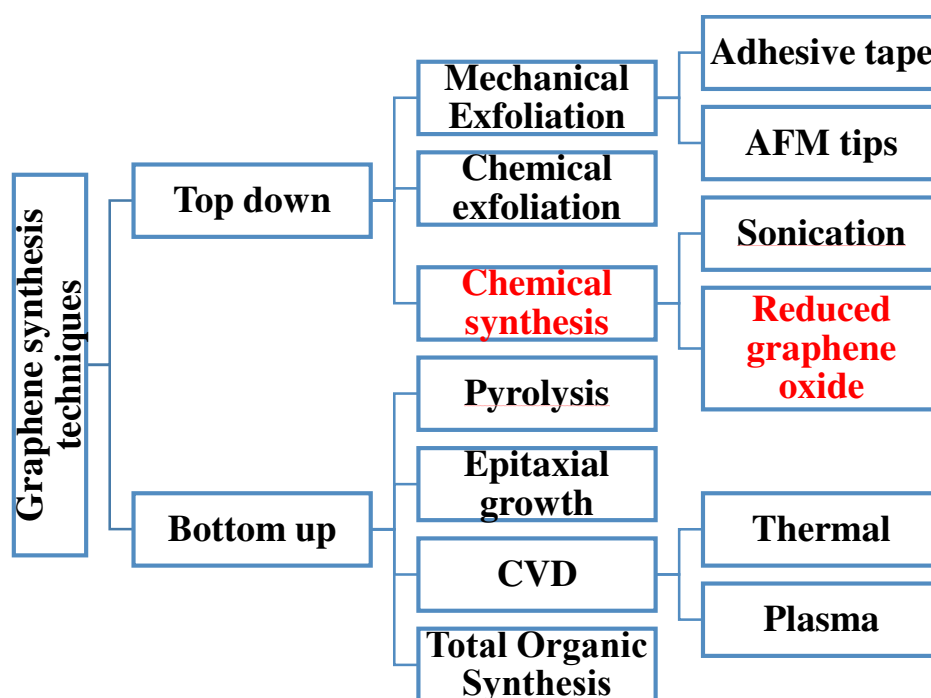 Graphene synthesis
techniques
Top down
Mechanical
Exfoliation
Adhesive tape
AFM tips
Chemical
exfoliation
Chemical
synthesis
Sonication
Reduced
graphene
oxide
Bottom up
Pyrolysis
Epitaxial
growth
CVD
Thermal
Plasma
Total Organic
Synthesis